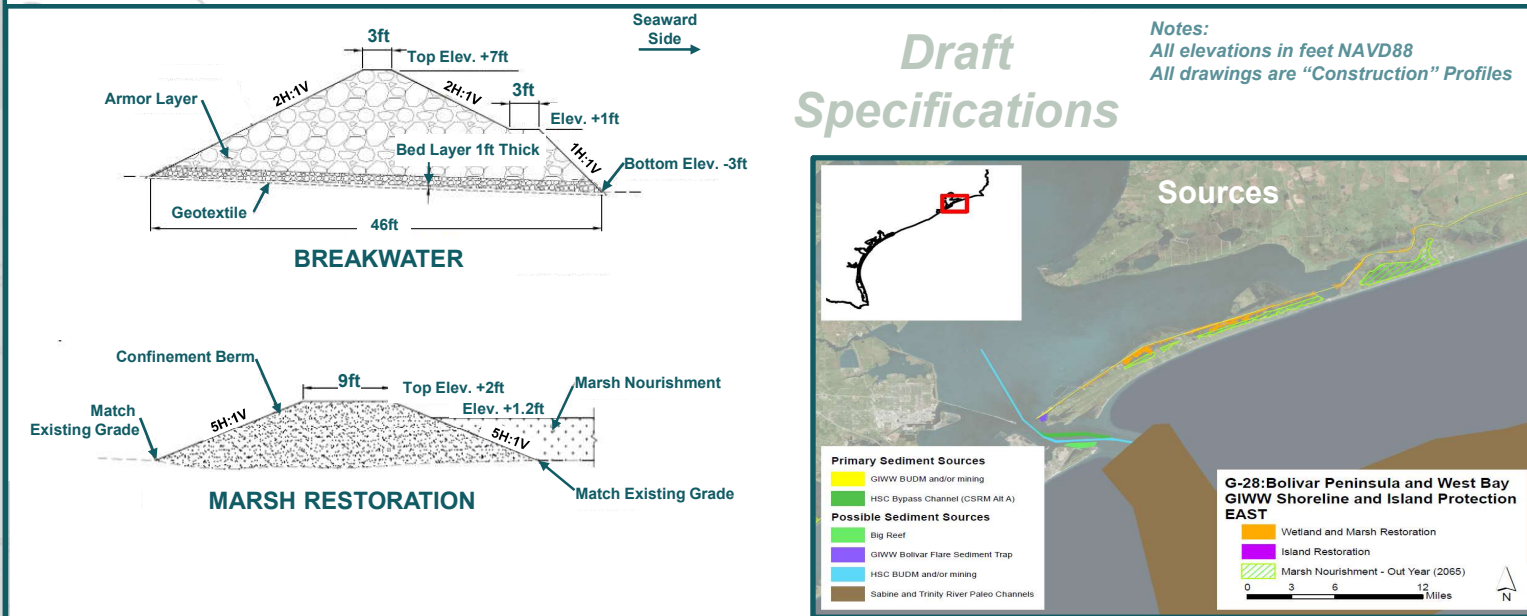 3ft
Top Elev. +7ft
Seaward
Side
2H:1V
2H:1V
3ft
Armor Layer
Elev. +1ft
Bed Layer 1ft Thick
1H:1V
Bottom Elev. -3ft
Geotextile
46ft
BREAKWATER
Confinement Berm
9ft
Top Elev. +2ft
Marsh Nourishment
Elev. +1.2ft
Match
Existing Grade
5H:1V
5H:1V
Match Existing Grade
MARSH RESTORATION
Draft
Specifications
Notes:
All elevations in feet NAVD88
All drawings are “Construction” Profiles
Sources
Primary Sediment Sources
GIWW BUDM and/or mining
HSC Bypass Channel (CSRM Alt A)
Possible Sediment Sources
Big Reef
GIWW Bolivar Flare Sediment Trap
HSC BUDM and/or mining
Sabine and Trinity River Paleo Channels
G-28:Bolivar Peninsula and West Bay
GIWW Shoreline and Island Protection
EAST
Wetland and Marsh Restoration
Island Restoration
Marsh Nourishment - Out Year (2065)
0 3 6 12
Miles
N